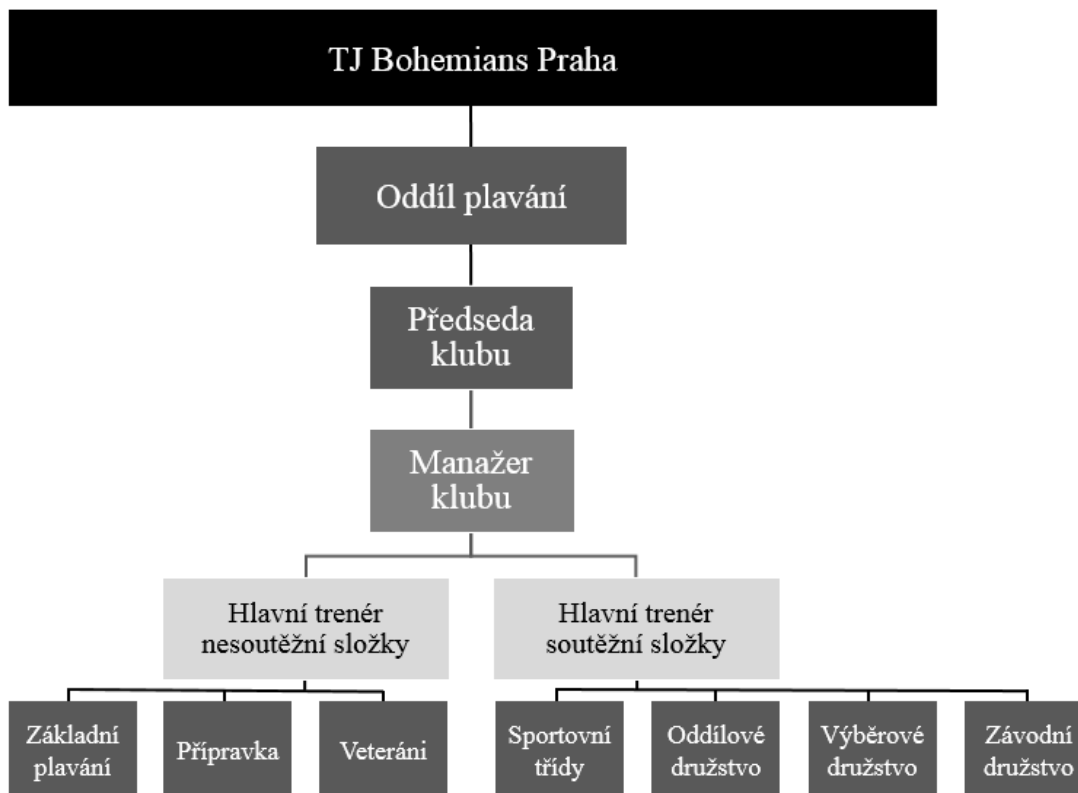 TJ Bohemians Praha
Oddíl plavání
Předseda
klubu
Manažer
klubu
Hlavní trenér
nesoutěžní složky
Hlavní trenér
soutěžní složky
Základní
plavání
Přípravka
Veteráni
Sportovní
třídy
Oddílové
družstvo
Výběrové
družstvo
Závodní
družstvo